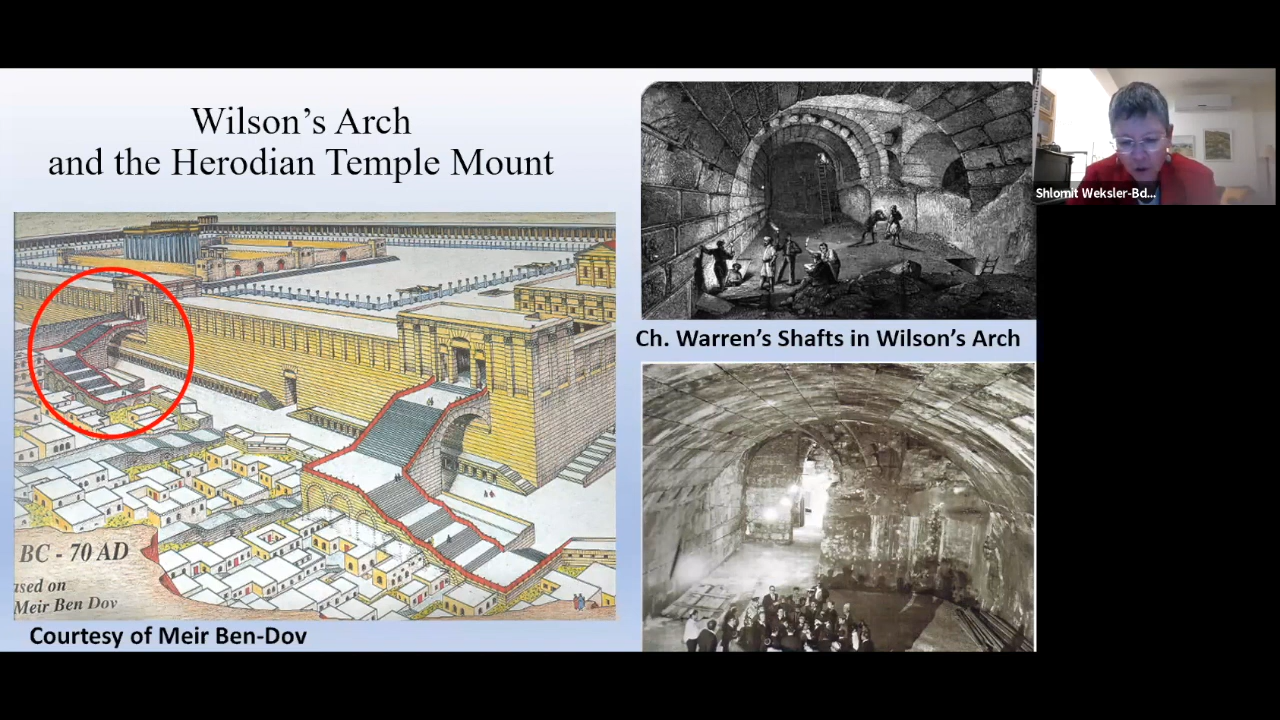 Wilson's Arch
and the Herodian Temple Mount
BC - 70 AD
ased on
Meir Ben Dov
Courtesy of Meir Ben-Dov
Ch. Warren's Shafts in Wilson's Arch
Shlomit Weksler-Bd...